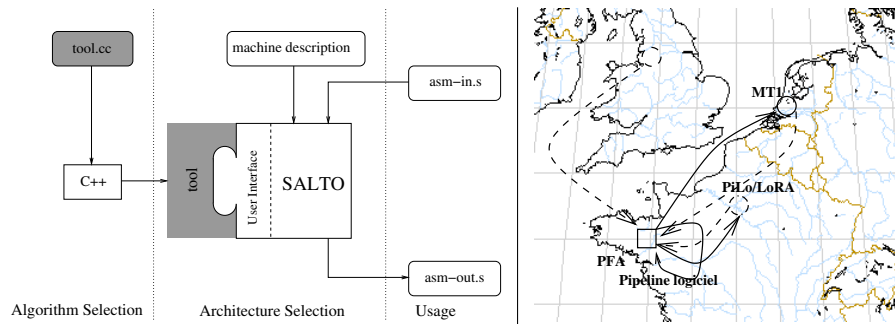 tool.cc
machine description
asm-in.s
C++
tool
User Interface
SALTO
asm-out.s
Algorithm Selection
Architecture Selection
Usage
MT1
PiLo/LoRA
PFA
Pipeline logiciel